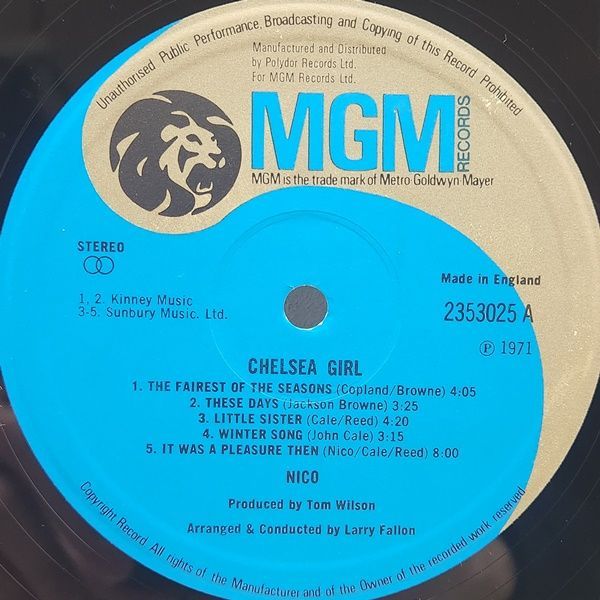 Unauthorised Public Performance, Broadcasting and Copying of this Record Prohibited
Manufactured and Distributed
by Polydor Records Ltd.
For MGM Records Ltd.
MGM
RECORDS
MGM is the trade mark of Metro-Goldwyn-Mayer
STEREO
1, 2. Kinney Music
3-5. Sunbury Music. Ltd.
Made in England
2353025 A
Ⓟ 1971
CHELSEA GIRL
1. THE FAIREST OF THE SEASONS (Copland/Browne) 4:05
2. THESE DAYS (Jackson Browne) 3:25
3. LITTLE SISTER (Cale/Reed) 4:20
4. WINTER SONG (John Cale) 3:15
5. IT WAS A PLEASURE THEN (Nico/Cale/Reed) 8:00
NICO
Produced by Tom Wilson
Arranged & Conducted by Larry Fallon
Copyright Record All rights of the Manufacturer and of the Owner of the recorded work reserved